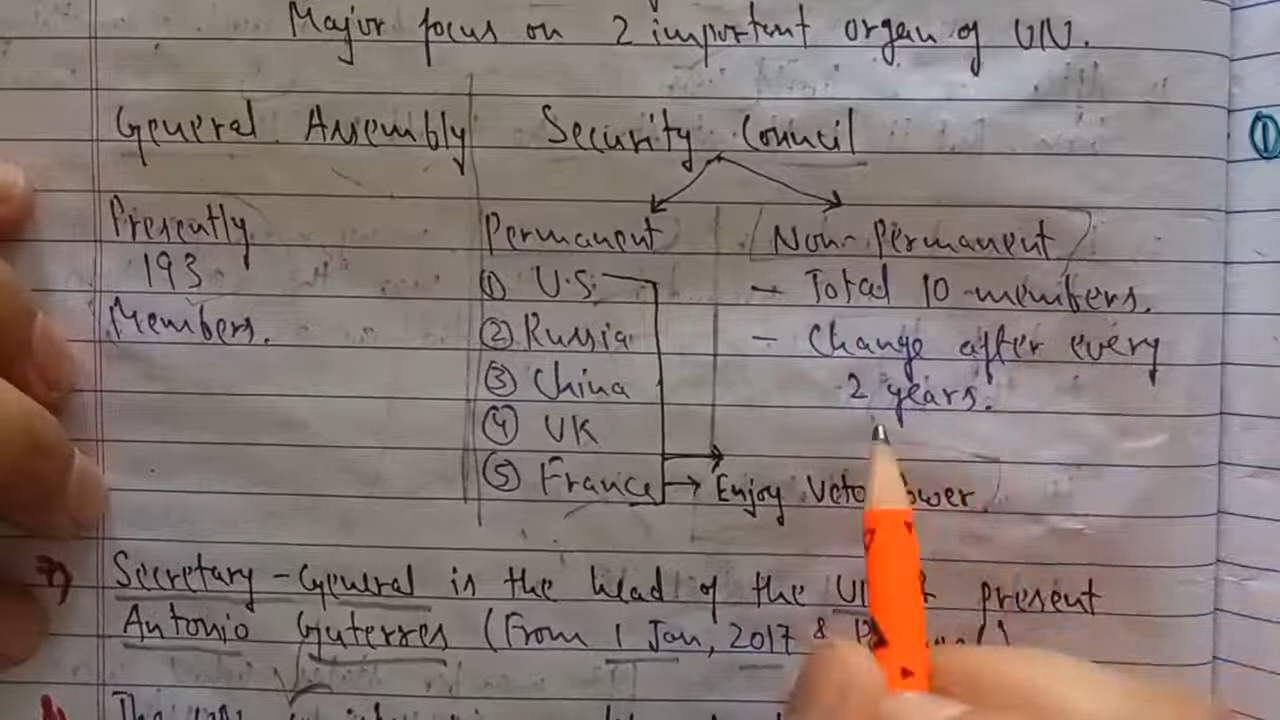 Major focus on 2 important organ of UN.
General Assembly
Security Council
①
Presently
193
Members.
Permanent
① U.S.
② Russia
③ China
④ UK
⑤ France → Enjoy Veto
Non-Permanent
- Total 10 members.
- Change after every
2 years.
7) Secretary-General is the head of the present
Antonio Guterres (From 1 Jan, 2017 &